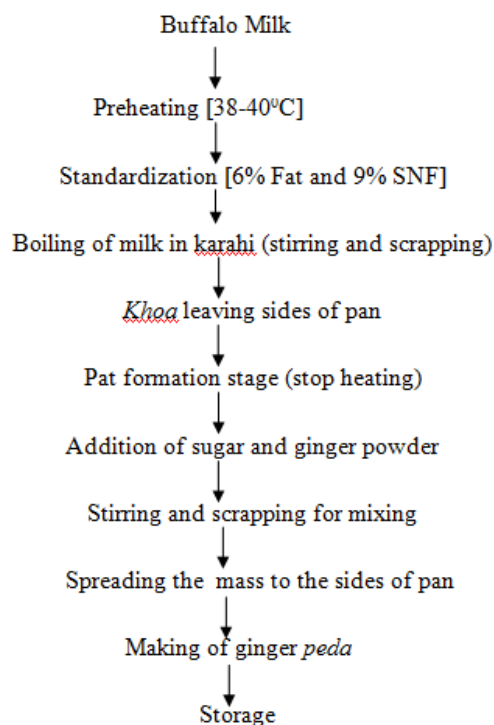 Buffalo Milk
Preheating [38-40⁰C]
Standardization [6% Fat and 9% SNF]
Boiling of milk in karahi (stirring and scrapping)
Khoa leaving sides of pan
Pat formation stage (stop heating)
Addition of sugar and ginger powder
Stirring and scrapping for mixing
Spreading the mass to the sides of pan
Making of ginger peda
Storage